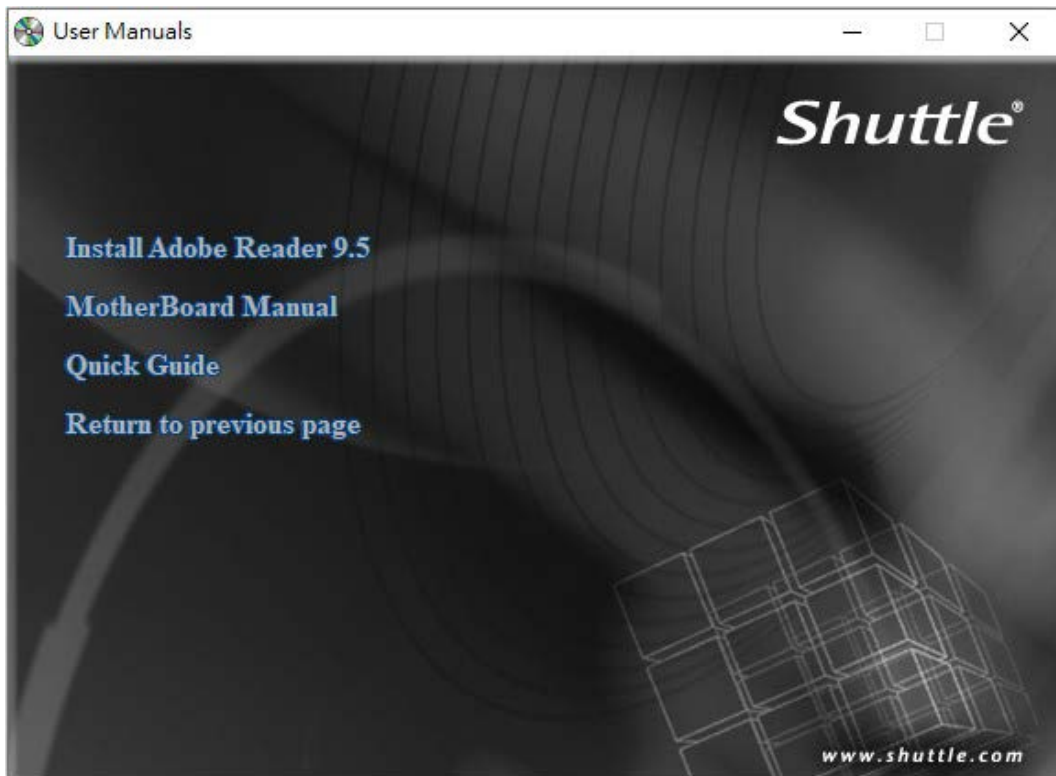 User Manuals
Shuttle®
Install Adobe Reader 9.5
MotherBoard Manual
Quick Guide
Return to previous page
www.shuttle.com